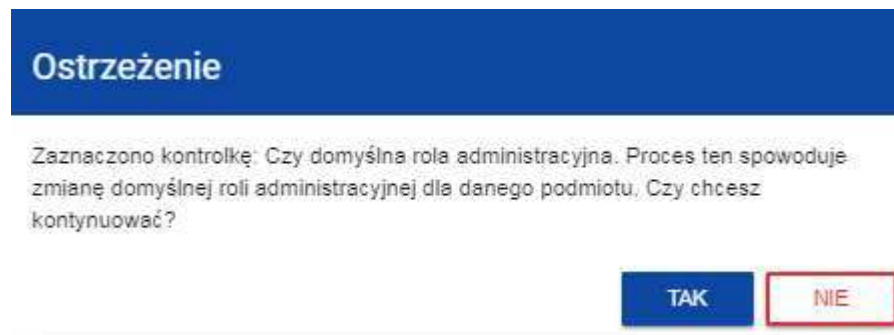 Ostrzeżenie
Zaznaczono kontrolkę: Czy domyślna rola administracyjna. Proces ten spowoduje
zmianę domyślnej roli administracyjnej dla danego podmiotu. Czy chcesz
kontynuować?
TAK NIE